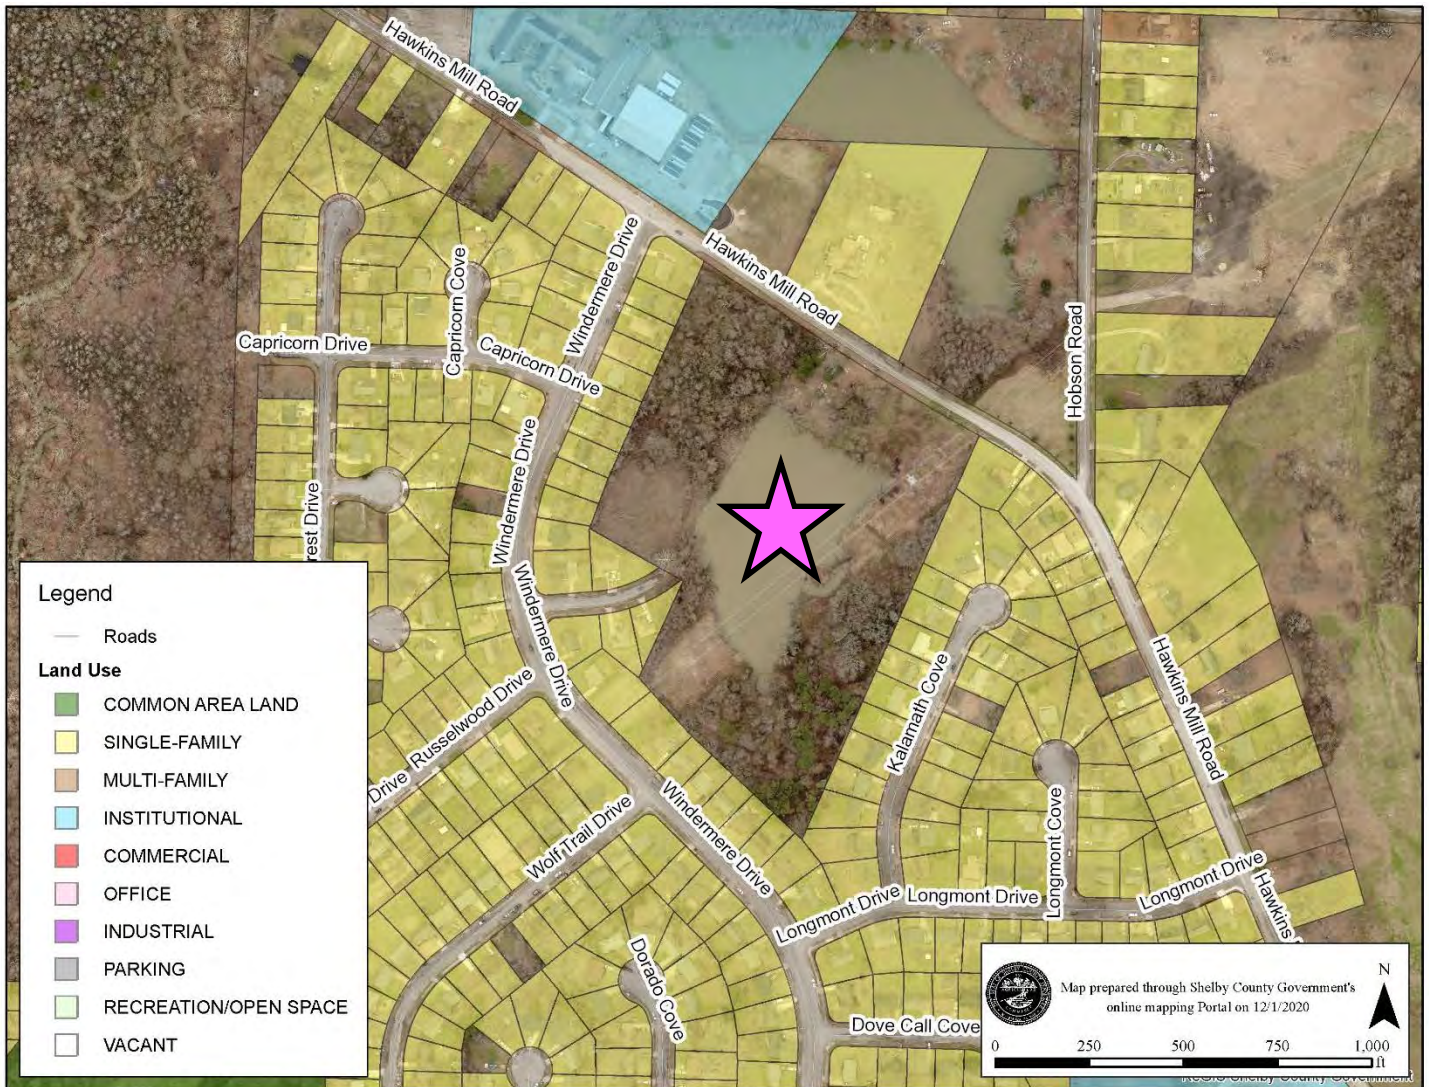 Hawkins Mill Road
Windermere Drive
Hawkins Mill Road
Capricorn Cove
Capricorn Drive
Capricorn Drive
Hobson Road
Windermere Drive
rest Drive
Windermere Drive
Russelwood Drive
Drive
Kalamath Cove
Hawkins Mill Road
Wolf Trail Drive
Windermere Drive
Longmont Cove
Longmont Drive
Longmont Drive
Longmont Drive
Hawkins
Dorado Cove
Dove Call Cove
Legend
Roads
Land Use
COMMON AREA LAND
SINGLE-FAMILY
MULTI-FAMILY
INSTITUTIONAL
COMMERCIAL
OFFICE
INDUSTRIAL
PARKING
RECREATION/OPEN SPACE
VACANT
Map prepared through Shelby County Government's
online mapping Portal on 12/1/2020
N
0 250 500 750 1,000
ft